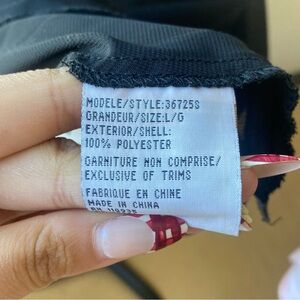 MODELE/STYLE:36725S
GRANDEUR/SIZE:L/G
EXTERIOR/SHELL:
100% POLYESTER
GARNITURE NON COMPRISE/
EXCLUSIVE OF TRIMS
FABRIQUE EN CHINE
MADE IN CHINA